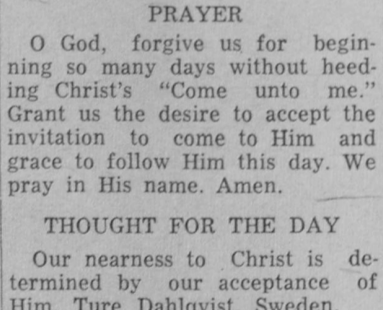 PRAYER
O God, forgive us for begin-
ning so many days without heed-
ing Christ's "Come unto me."
Grant us the desire to accept the
invitation to come to Him and
grace to follow Him this day. We
pray in His name. Amen.
THOUGHT FOR THE DAY
Our nearness to Christ is de-
termined by our acceptance of
Him. Ture Dahlqvist, Sweden.